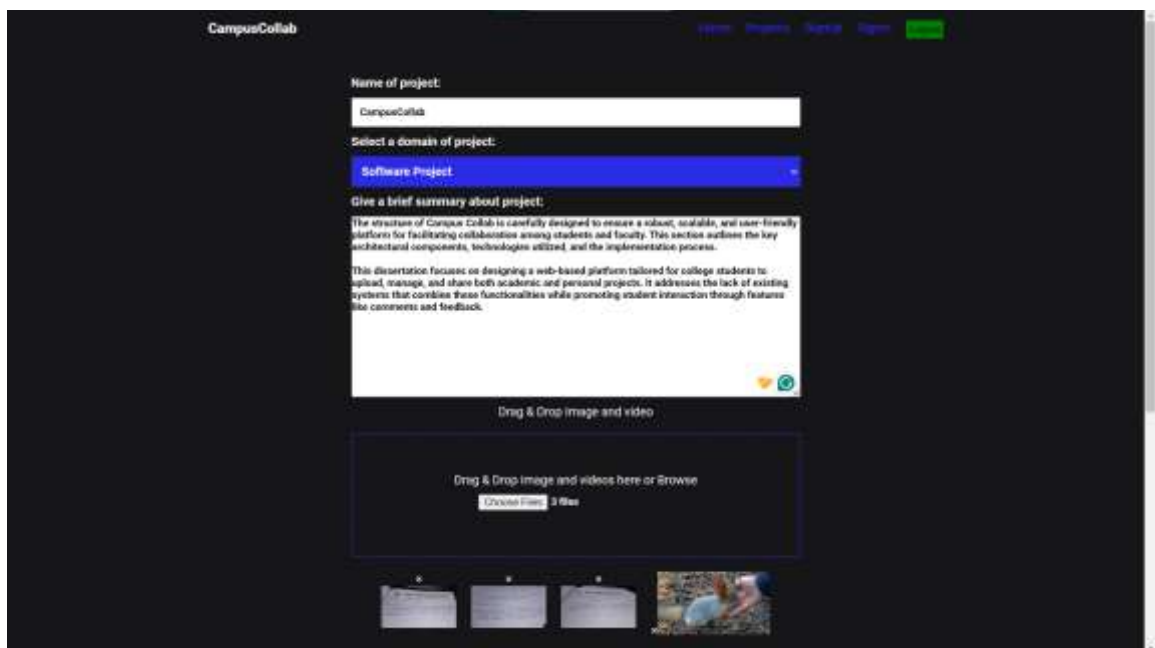 CampusCollab
Home Projects Signup Signin
Name of project:
CampusCollab
Select a domain of project:
Software Project
Give a brief summary about project:
The structure of Campus Collab is carefully designed to ensure a robust, scalable, and user-friendly
platform for facilitating collaboration among students and faculty. This section outlines the key
architectural components, technologies utilized, and the implementation process.
This dissertation focuses on designing a web-based platform tailored for college students to
upload, manage, and share both academic and personal projects. It addresses the lack of existing
systems that combine these functionalities while promoting student interaction through features
like comments and feedback.
Drag & Drop image and video
Drag & Drop image and videos here or Browse
Choose Files 3 files